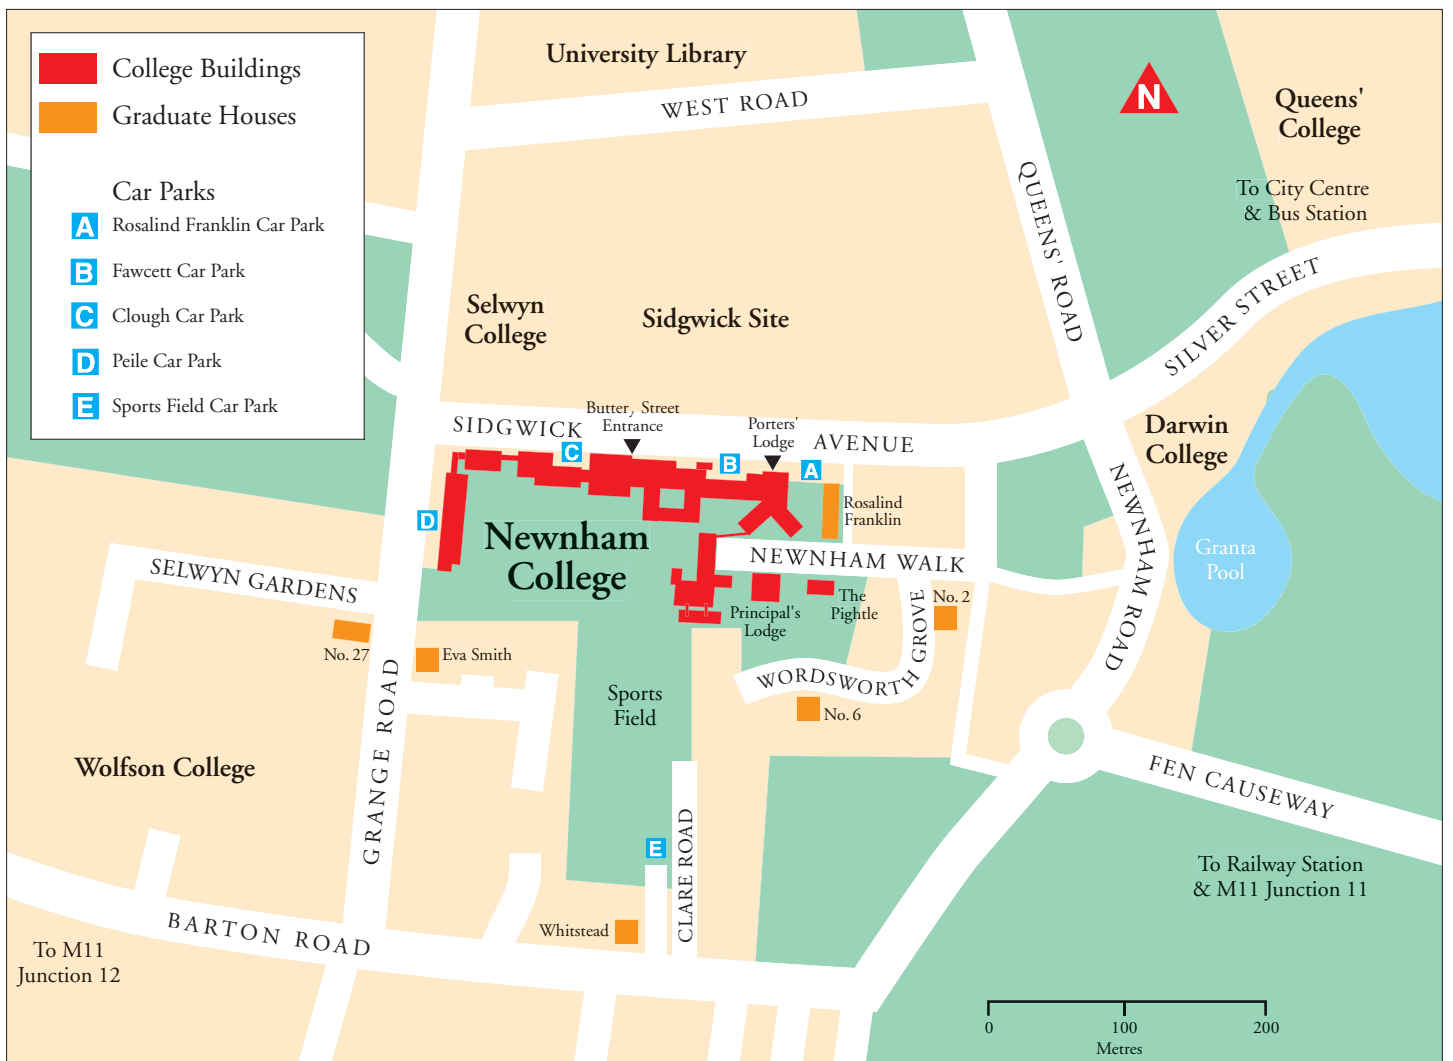 College Buildings
Graduate Houses
Car Parks
A Rosalind Franklin Car Park
B Fawcett Car Park
C Clough Car Park
D Peile Car Park
E Sports Field Car Park
University Library
WEST ROAD
N
Queens'
College
To City Centre
& Bus Station
QUEENS' ROAD
SILVER STREET
Selwyn
College
Sidgwick Site
SIDGWICK AVENUE
Buttery Street
Entrance
Porters'
Lodge
C
B
A
D
Darwin
College
NEWNHAM ROAD
Granta
Pool
Rosalind
Franklin
Newnham
College
NEWNHAM WALK
SELWYN GARDENS
Principal's
Lodge
The
Pightle
No. 2
WORDSWORTH GROVE
No. 27
Eva Smith
Sports
Field
No. 6
GRANGE ROAD
Wolfson College
FEN CAUSEWAY
E
CLARE ROAD
To Railway Station
& M11 Junction 11
Whitstead
BARTON ROAD
To M11
Junction 12
0 100 200
Metres